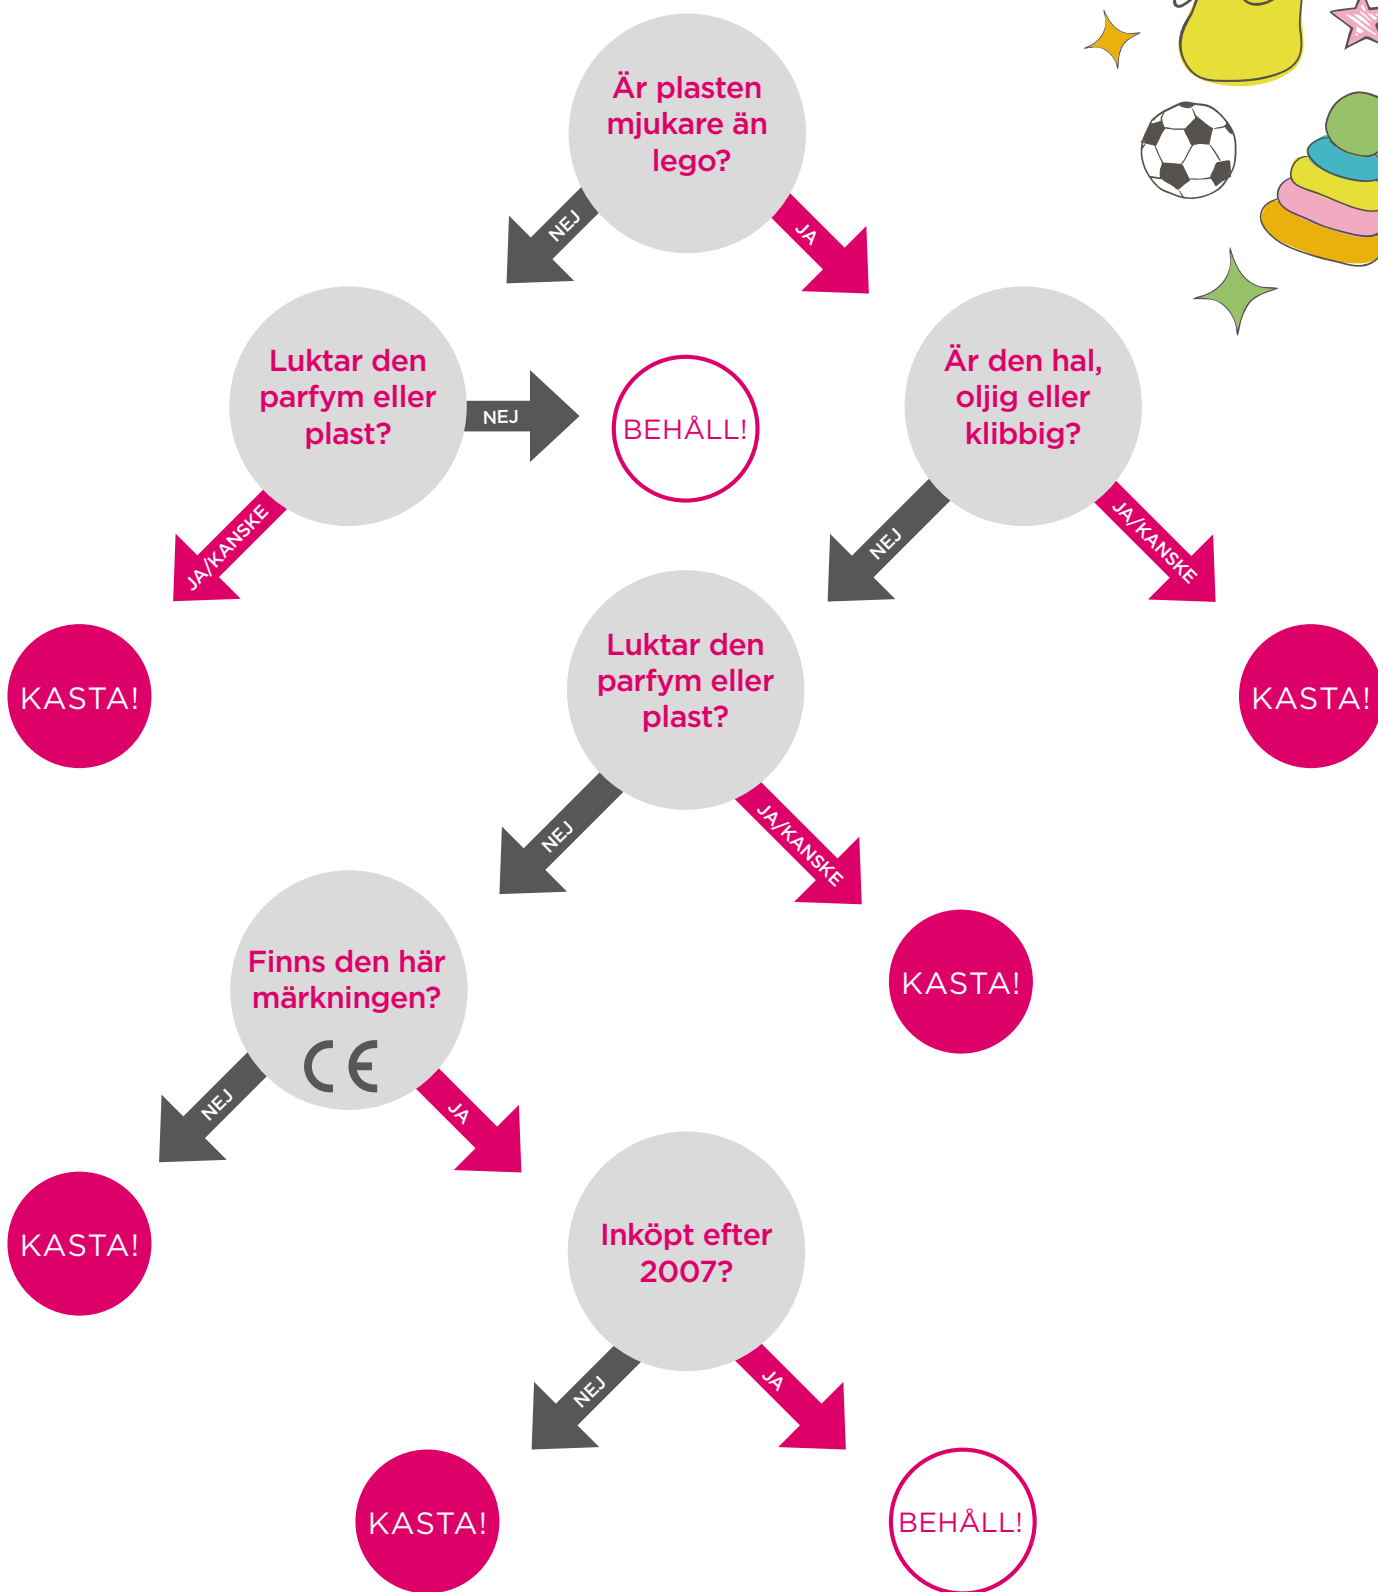 Är plasten
mjukare än
lego?
NEJ
JA
Luktar den
parfym eller
plast?
NEJ
BEHÅLL!
Är den hal,
oljig eller
klibbig?
JA/KANSKE
NEJ
JA/KANSKE
KASTA!
Luktar den
parfym eller
plast?
KASTA!
NEJ
JA/KANSKE
Finns den här
märkningen?
CE
KASTA!
NEJ
JA
KASTA!
Inköpt efter
2007?
NEJ
JA
KASTA!
BEHÅLL!